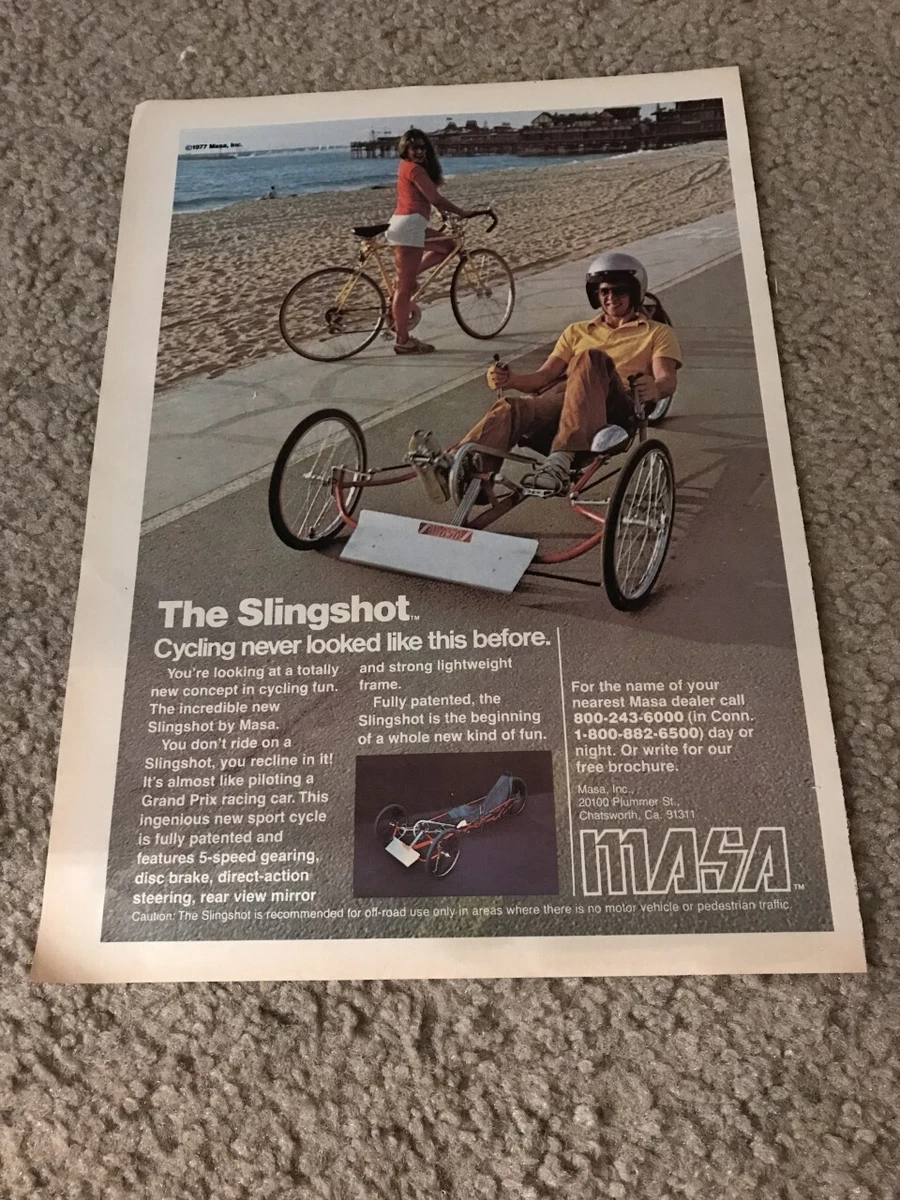 ©1977 Masa, Inc.
The Slingshot™
Cycling never looked like this before.
You're looking at a totally
new concept in cycling fun.
The incredible new
Slingshot by Masa.
You don't ride on a
Slingshot, you recline in it!
It's almost like piloting a
Grand Prix racing car. This
ingenious new sport cycle
is fully patented and
features 5-speed gearing,
disc brake, direct-action
steering, rear view mirror
and strong lightweight
frame.
Fully patented, the
Slingshot is the beginning
of a whole new kind of fun.
For the name of your
nearest Masa dealer call
800-243-6000 (in Conn.
1-800-882-6500) day or
night. Or write for our
free brochure.
Masa, Inc.,
20100 Plummer St.,
Chatsworth, Ca. 91311
MASA™
Caution: The Slingshot is recommended for off-road use only in areas where there is no motor vehicle or pedestrian traffic.